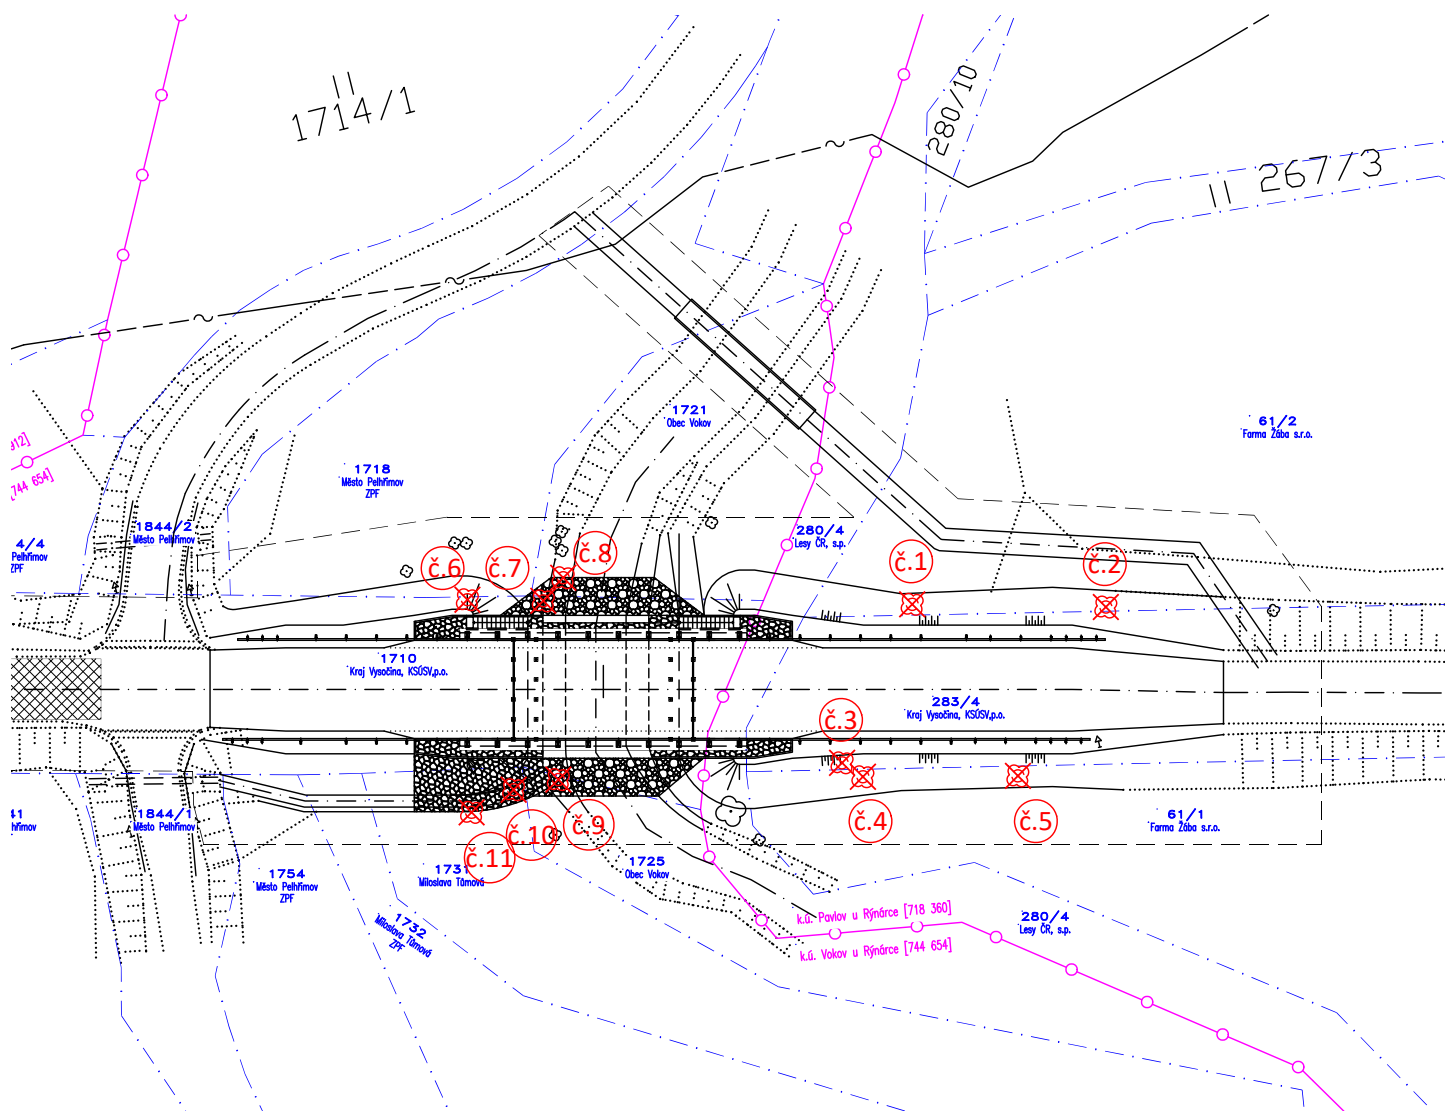 1714/1
280/10
267/3
1721
Obec Vokov
61/2
Farma Žába s.r.o.
912]
[744 654]
1718
Město Pelhřimov
ZPF
1844/2
Město Pelhřimov
4/4
Pelhřimov
ZPF
280/4
Lesy ČR, s.p.
č.6
č.7
č.8
č.1
č.2
1710
Kraj Vysočina, KSÚSV,p.o.
283/4
Kraj Vysočina, KSÚSV,p.o.
č.3
č.4
č.5
č.9
č.10
č.11
41
1844/1
Město Pelhřimov
61/1
Farma Žába s.r.o.
1754
Město Pelhřimov
ZPF
1731
Miloslava Tůmová
1725
Obec Vokov
1732
Miloslava Tůmová
ZPF
k.ú. Pavlov u Rýnárce [718 360]
k.ú. Vokov u Rýnárce [744 654]
280/4
Lesy ČR, s.p.